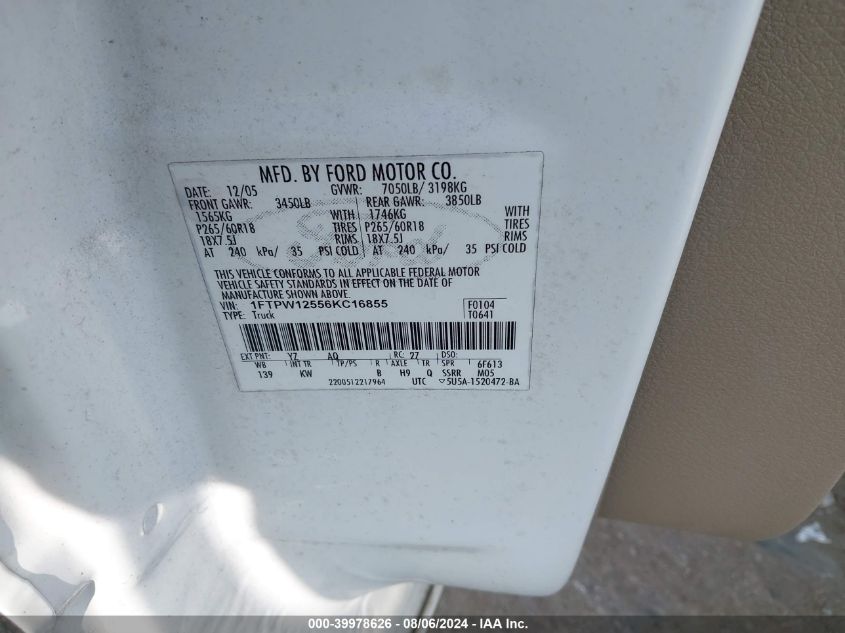 MFD. BY FORD MOTOR CO.
DATE: 12/05 GVWR: 7050LB/ 3198KG
FRONT GAWR: 3450LB REAR GAWR: 3850LB
1565KG WITH 1746KG WITH
P265/60R18 TIRES P265/60R18 TIRES
18X7.5J RIMS 18X7.5J RIMS
AT 240 kPa/ 35 PSI COLD AT 240 kPa/ 35 PSI COLD
THIS VEHICLE CONFORMS TO ALL APPLICABLE FEDERAL MOTOR
VEHICLE SAFETY STANDARDS IN EFFECT ON THE DATE OF
MANUFACTURE SHOWN ABOVE.
VIN: 1FTPW12556KC16855 F0104
TYPE: Truck T0641
EXT PNT: YZ AQ RC: 27 DSO:
WB INT TR TP/PS R AXLE TR SPR 6F613
139 KW B H9 Q SSRR M05
2200512217964 UTC ▽5U5A-1520472-BA
000-39978626 - 08/06/2024 - IAA Inc.